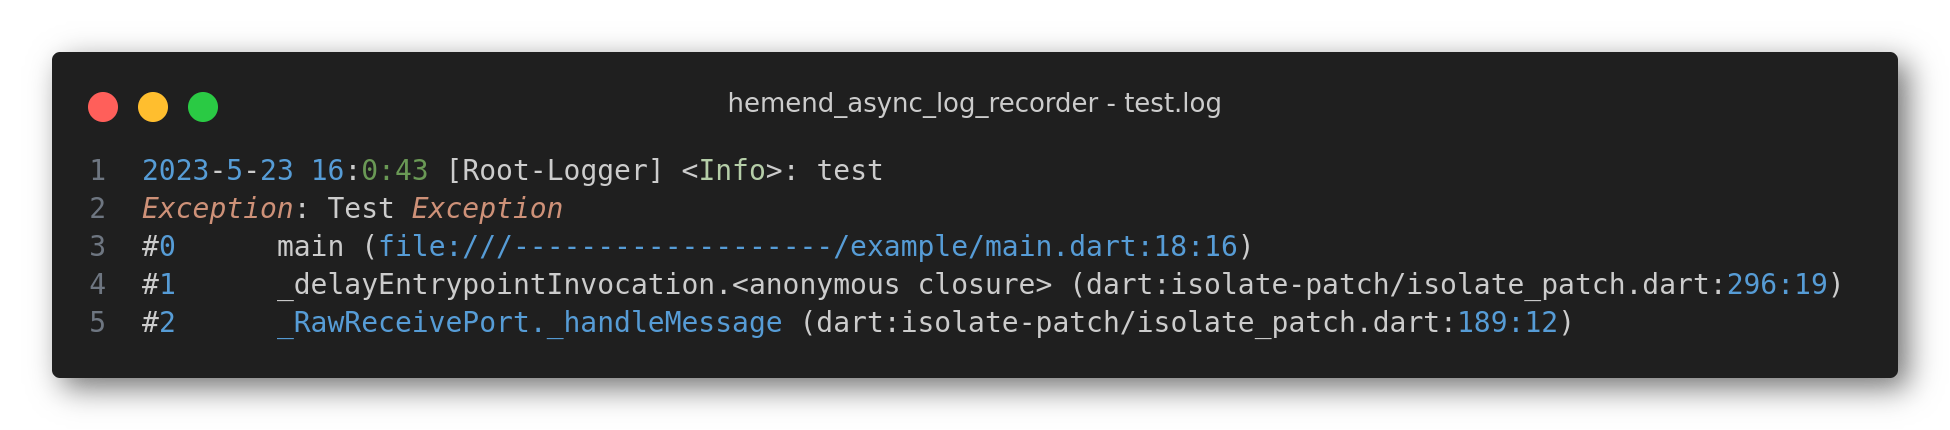 hemend_async_log_recorder - test.log
1 2023-5-23 16:0:43 [Root-Logger] <Info>: test
2 Exception: Test Exception
3 #0      main (file:///-------------------/example/main.dart:18:16)
4 #1      _delayEntrypointInvocation.<anonymous closure> (dart:isolate-patch/isolate_patch.dart:296:19)
5 #2      _RawReceivePort._handleMessage (dart:isolate-patch/isolate_patch.dart:189:12)